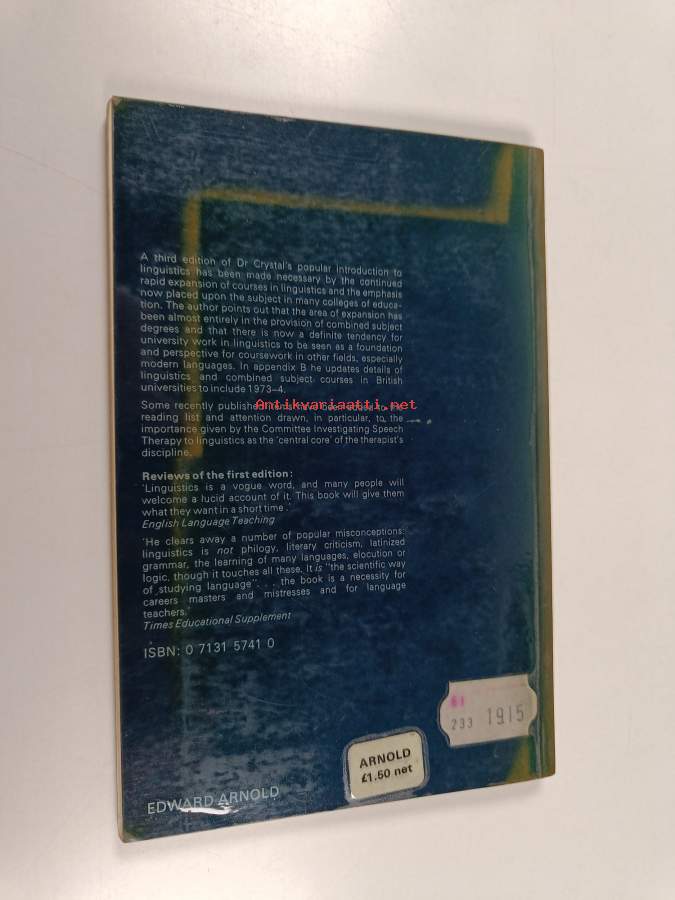 A third edition of Dr Crystal's popular introduction to
linguistics has been made necessary by the continued
rapid expansion of courses in linguistics and the emphasis
now placed upon the subject in many colleges of educa-
tion. The author points out that the area of expansion has
been almost entirely in the provision of combined subject
degrees and that there is now a definite tendency for
university work in linguistics to be seen as a foundation
and perspective for coursework in other fields, especially
modern languages. In appendix B he updates details of
linguistics and combined subject courses in British
universities to include 1973–4.
Antikvariaatti.net
Some recently published to the
reading list and attention drawn, in particular, to the
importance given by the Committee Investigating Speech
Therapy to linguistics as the 'central core' of the therapist's
discipline.
Reviews of the first edition:
'Linguistics is a vogue word, and many people will
welcome a lucid account of it. This book will give them
what they want in a short time.'
English Language Teaching
'He clears away a number of popular misconceptions:
linguistics is not philogy, literary criticism, latinized
grammar, the learning of many languages, elocution or
logic, though it touches all these. It is "the scientific way
of studying language" . . . the book is a necessity for
careers masters and mistresses and for language
teachers.'
Times Educational Supplement
ISBN: 0 7131 5741 0
233 1915
ARNOLD
£1.50 net
EDWARD ARNOLD